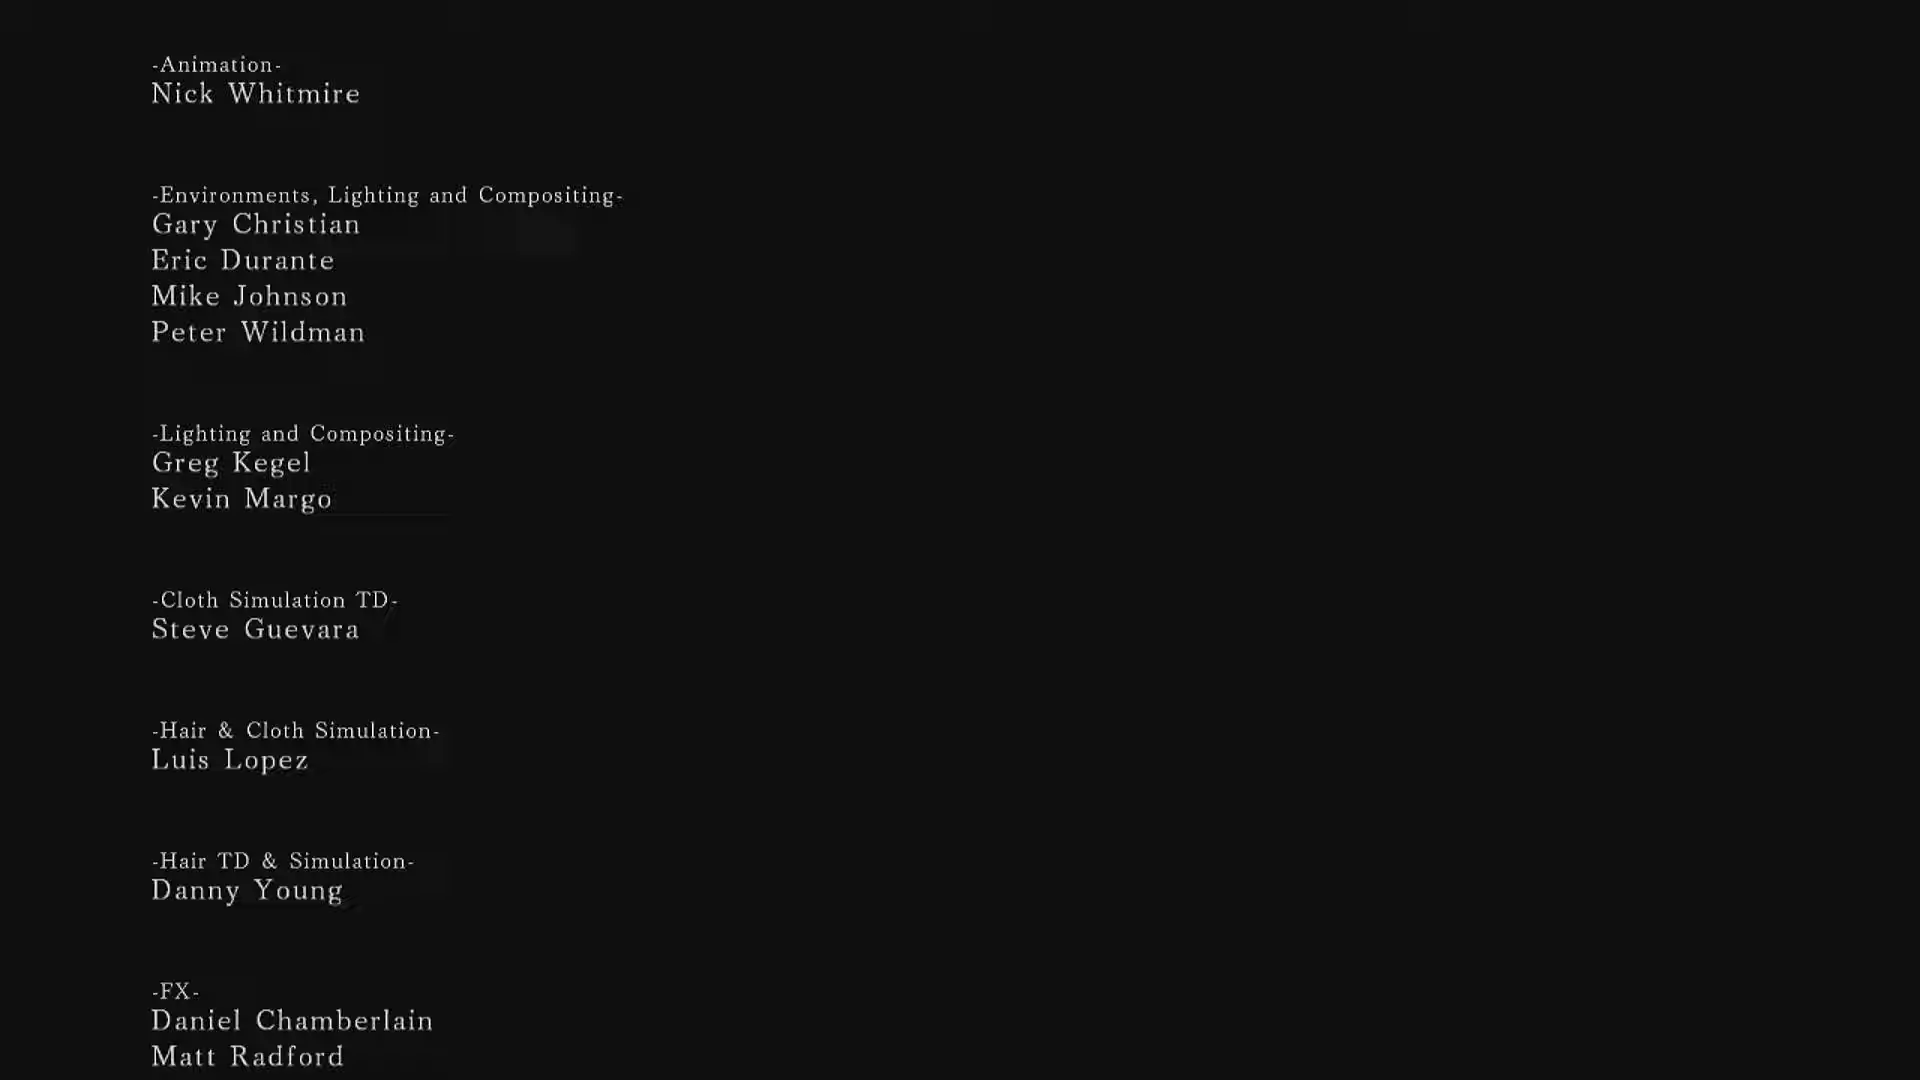 -Animation-
Nick Whitmire
-Environments, Lighting and Compositing-
Gary Christian
Eric Durante
Mike Johnson
Peter Wildman
-Lighting and Compositing-
Greg Kegel
Kevin Margo
-Cloth Simulation TD-
Steve Guevara
-Hair & Cloth Simulation-
Luis Lopez
-Hair TD & Simulation-
Danny Young
-FX-
Daniel Chamberlain
Matt Radford